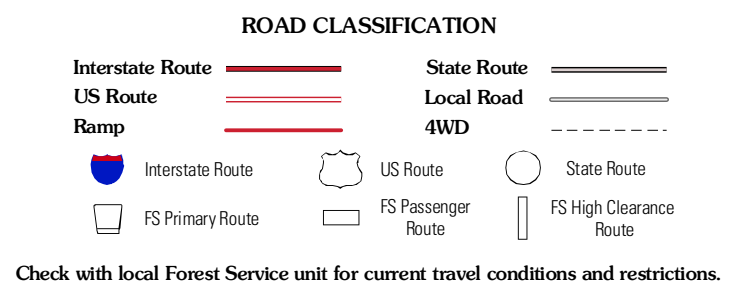 ROAD CLASSIFICATION
Interstate Route
State Route
US Route
Local Road
Ramp
4WD
Interstate Route
US Route
State Route
FS Primary Route
FS Passenger
Route
FS High Clearance
Route
Check with local Forest Service unit for current travel conditions and restrictions.